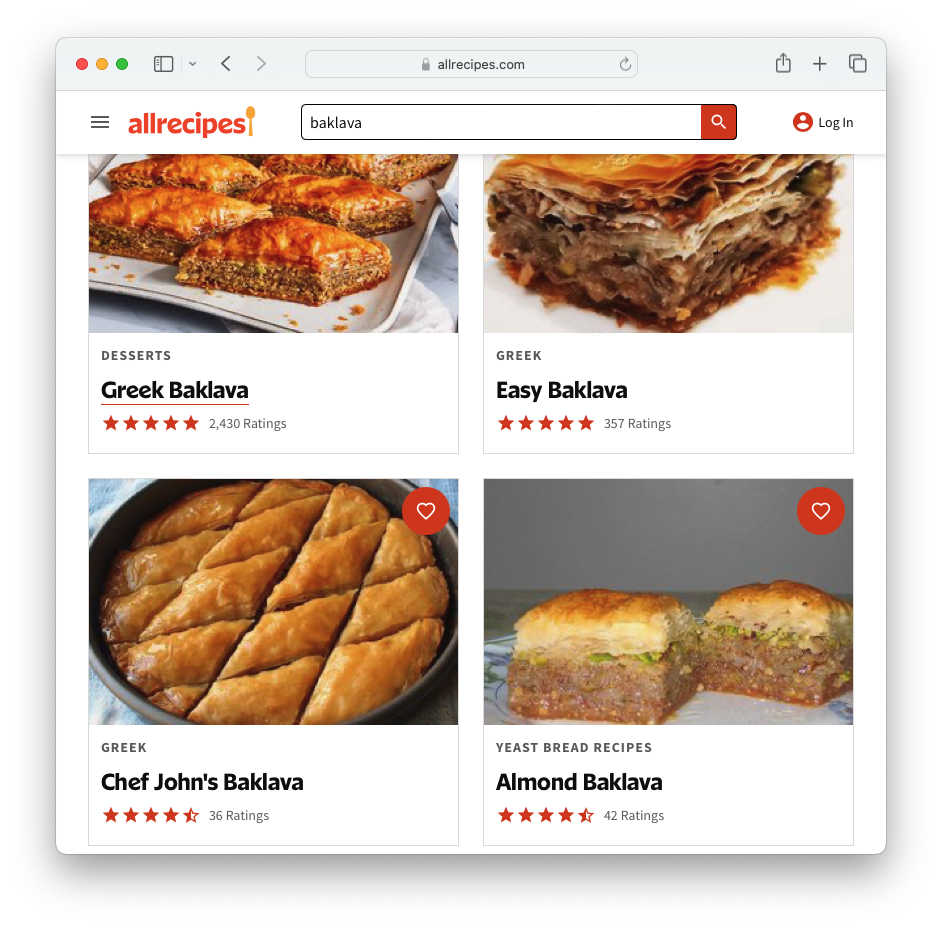 allrecipes.com
allrecipes
baklava
Log In
DESSERTS
Greek Baklava
2,430 Ratings
GREEK
Easy Baklava
357 Ratings
GREEK
Chef John's Baklava
36 Ratings
YEAST BREAD RECIPES
Almond Baklava
42 Ratings